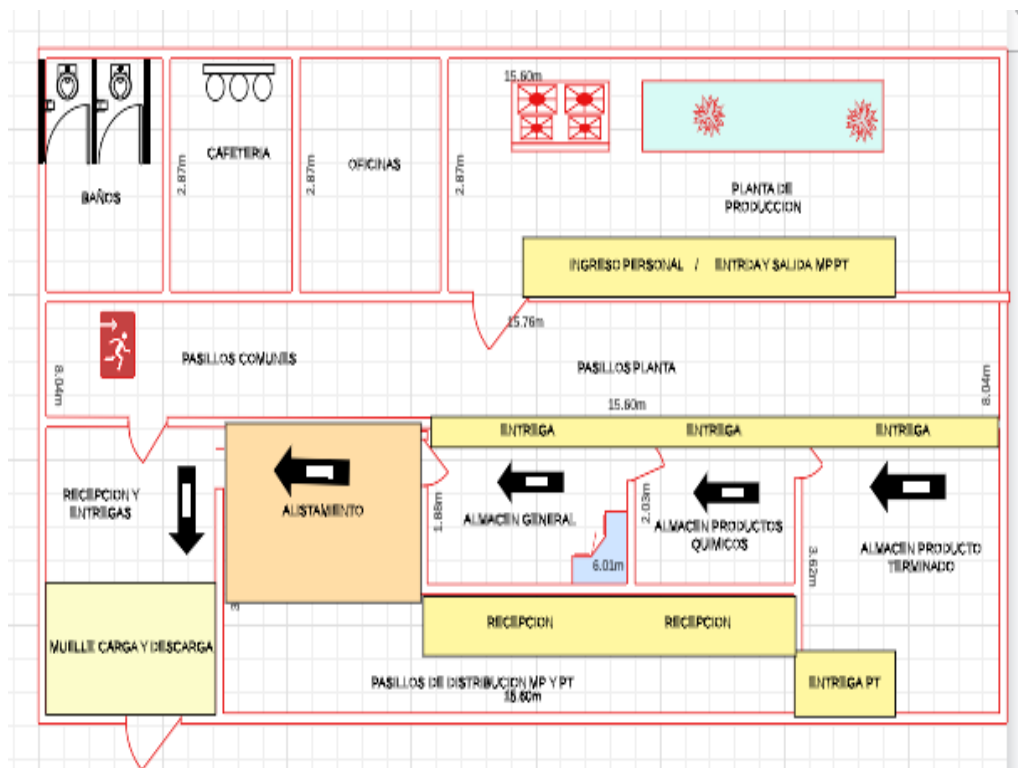 15.60m
CAFETERIA
OFICINAS
2.87m
2.87m
2.87m
BAÑOS
PLANTA DE
PRODUCCION
INGRESO PERSONAL / ENTRDA Y SALIDA MP PT
15.76m
PASILLOS COMUNES
PASILLOS PLANTA
8.04m
8.04m
15.60m
ENTREGA
ENTREGA
ENTREGA
RECEPCION Y
ENTREGAS
ALISTAMIENTO
1.88m
ALMACEN GENERAL
2.03m
ALMACEN PRODUCTOS
QUIMICOS
ALMACEN PRODUCTO
TERMINADO
3.62m
6.01m
RECEPCION
RECEPCION
MUELLE CARGA Y DESCARGA
PASILLOS DE DISTRIBUCION MP Y PT
15.60m
ENTREGA PT